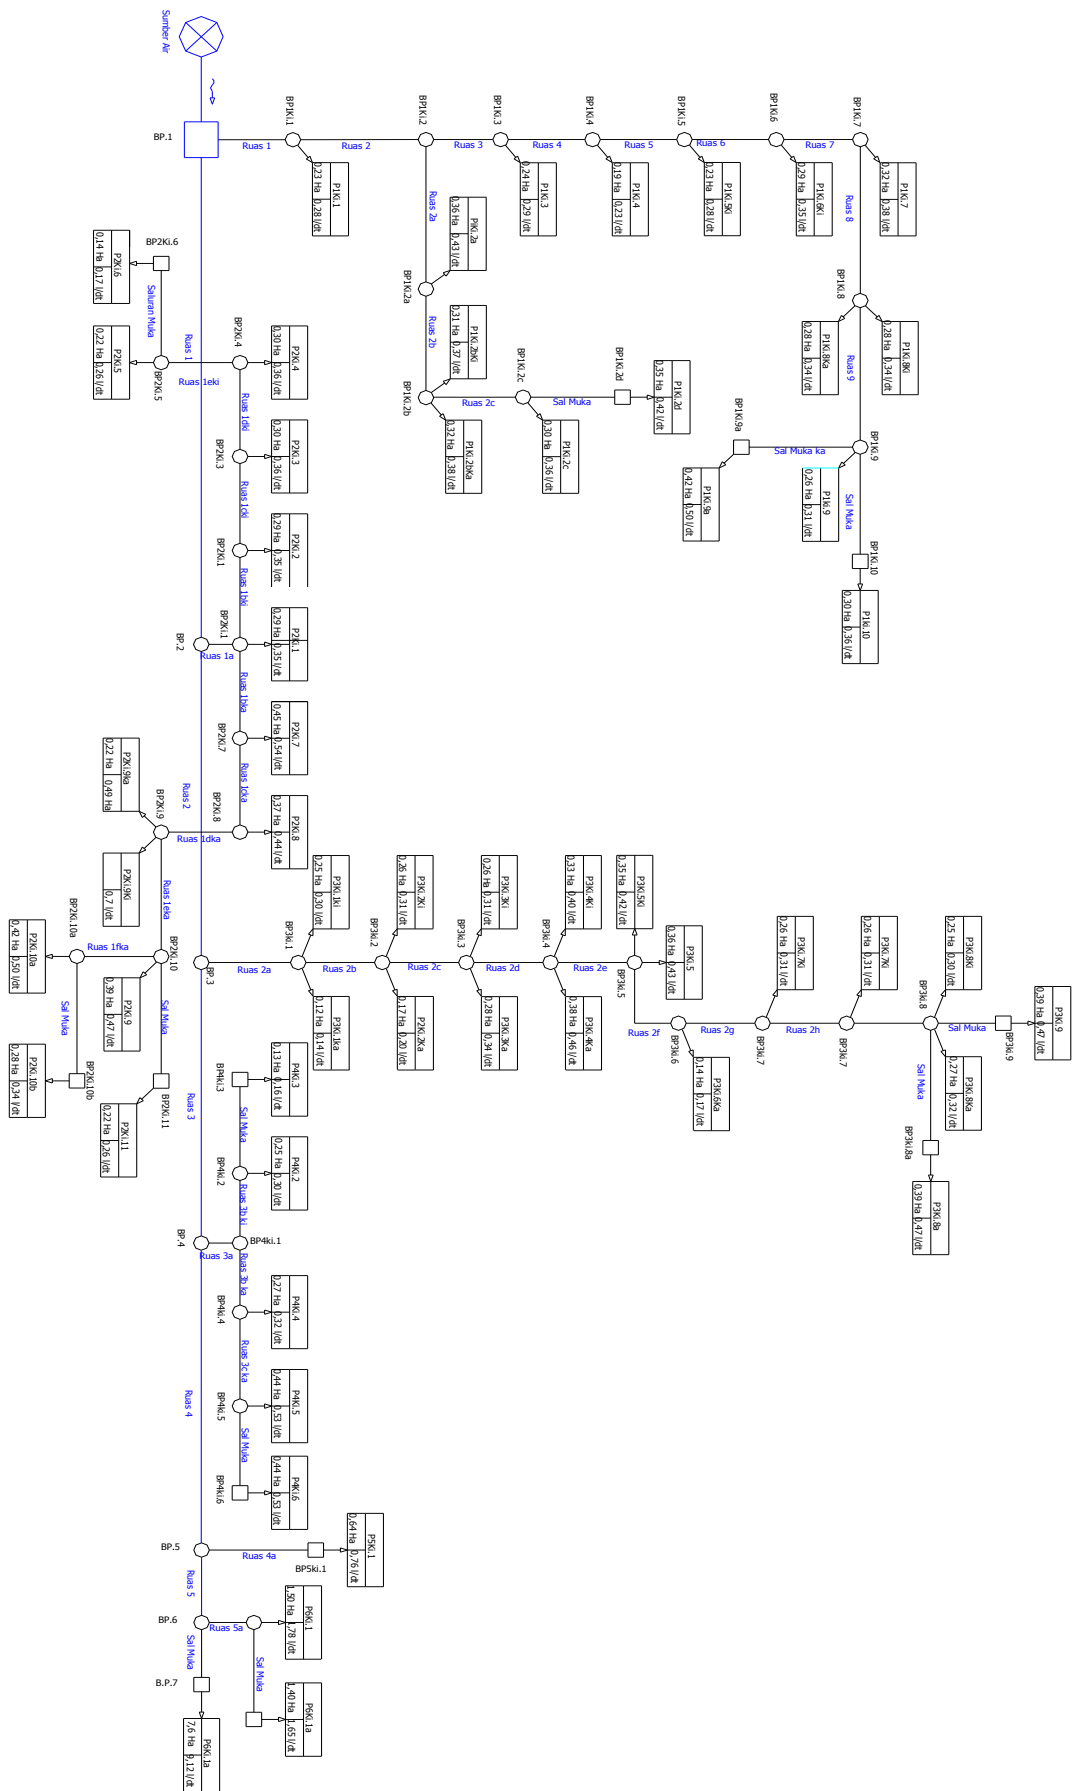 Sumber Air
BP.1
Ruas 1
BP1Ki.1
Ruas 2
BP1Ki.2
Ruas 3
BP1Ki.3
Ruas 4
BP1Ki.4
Ruas 5
BP1Ki.5
Ruas 6
BP1Ki.6
Ruas 7
BP1Ki.7
P1Ki.1
0,23 Ha 0,28 l/dt
P1Ki.3
0,24 Ha 0,29 l/dt
P1Ki.4
0,19 Ha 0,23 l/dt
P1Ki.5Ki
0,23 Ha 0,28 l/dt
P1Ki.6Ki
0,29 Ha 0,35 l/dt
P1Ki.7
0,32 Ha 0,38 l/dt
Ruas 2a
PiKi.2a
0,36 Ha 0,43 l/dt
BP1Ki.2a
Ruas 2b
P1Ki.2bKi
0,31 Ha 0,37 l/dt
BP1Ki.2b
P1Ki.2bKa
0,32 Ha 0,38 l/dt
Ruas 2c
BP1Ki.2c
P1Ki.2c
0,30 Ha 0,36 l/dt
Sal Muka
BP1Ki.2d
P1Ki.2d
0,35 Ha 0,42 l/dt
Ruas 8
BP1Ki.8
P1Ki.8Ki
0,28 Ha 0,34 l/dt
P1Ki.8Ka
0,28 Ha 0,34 l/dt
Ruas 9
BP1Ki.9
P1ki.9
0,26 Ha 0,31 l/dt
Sal Muka ka
BP1Ki.9a
P1Ki.9a
0,42 Ha 0,50 l/dt
Sal Muka
BP1Ki.10
P1ki.10
0,30 Ha 0,36 l/dt
Ruas 1
BP2Ki.6
P2Ki.6
0,14 Ha 0,17 l/dt
Saluran Muka
BP2Ki.5
P2Ki.5
0,22 Ha 0,26 l/dt
Ruas 1eki
BP2Ki.4
P2Ki.4
0,30 Ha 0,36 l/dt
Ruas 1dki
BP2Ki.3
P2Ki.3
0,30 Ha 0,36 l/dt
Ruas 1cki
BP2Ki.1
P2Ki.2
0,29 Ha 0,35 l/dt
Ruas 1bki
BP2Ki.1
P2Ki.1
0,29 Ha 0,35 l/dt
BP.2
Ruas 1a
Ruas 1bka
BP2Ki.7
P2Ki.7
0,45 Ha 0,54 l/dt
Ruas 1cka
BP2Ki.8
P2Ki.8
0,37 Ha 0,44 l/dt
Ruas 2
Ruas 1dka
BP2Ki.9
P2Ki.9ka
0,22 Ha 0,49 Ha
P2Ki.9Ki
0,7 l/dt
Ruas 1eka
BP2Ki.10
P2Ki.9
0,39 Ha 0,47 l/dt
Ruas 1fka
BP2Ki.10a
P2Ki.10a
0,42 Ha 0,50 l/dt
Sal Muka
BP2Ki.10b
P2Ki.10b
0,28 Ha 0,34 l/dt
Sal Muka
BP2Ki.11
P2Ki.11
0,22 Ha 0,26 l/dt
BP.3
Ruas 2a
BP3ki.1
P3Ki.1ki
0,25 Ha 0,30 l/dt
P3Ki.1ka
0,12 Ha 0,14 l/dt
Ruas 2b
BP3ki.2
P3Ki.2Ki
0,26 Ha 0,31 l/dt
P2Ki.2Ka
0,17 Ha 0,20 l/dt
Ruas 2c
BP3ki.3
P3Ki.3Ki
0,26 Ha 0,31 l/dt
P3Ki.3Ka
0,28 Ha 0,34 l/dt
Ruas 2d
BP3ki.4
P3Ki.4Ki
0,33 Ha 0,40 l/dt
P3Ki.4Ka
0,38 Ha 0,46 l/dt
Ruas 2e
BP3ki.5
P3Ki.5Ki
0,35 Ha 0,42 l/dt
P3Ki.5
0,36 Ha 0,43 l/dt
Ruas 2f
BP3ki.6
P3Ki.6Ka
0,14 Ha 0,17 l/dt
Ruas 2g
BP3ki.7
P3Ki.7Ki
0,26 Ha 0,31 l/dt
Ruas 2h
BP3ki.7
P3Ki.7Ki
0,26 Ha 0,31 l/dt
BP3ki.8
P3Ki.8Ki
0,25 Ha 0,30 l/dt
P3Ki.8Ka
0,27 Ha 0,32 l/dt
Sal Muka
BP3ki.9
P3Ki.9
0,39 Ha 0,47 l/dt
Sal Muka
BP3ki.8a
P3Ki.8a
0,39 Ha 0,47 l/dt
Ruas 3
BP4ki.3
P4Ki.3
0,13 Ha 0,16 l/dt
Sal Muka
BP4ki.2
P4Ki.2
0,25 Ha 0,30 l/dt
Ruas 3b ki
BP.4
Ruas 3a
BP4ki.1
Ruas 3b ka
BP4ki.4
P4Ki.4
0,27 Ha 0,32 l/dt
Ruas 3c ka
BP4ki.5
P4Ki.5
0,44 Ha 0,53 l/dt
Sal Muka
BP4ki.6
P4Ki.6
0,44 Ha 0,53 l/dt
Ruas 4
BP.5
Ruas 4a
BP5ki.1
P5Ki.1
0,64 Ha 0,76 l/dt
Ruas 5
BP.6
Ruas 5a
P6Ki.1
1,50 Ha 1,78 l/dt
Sal Muka
P6Ki.1a
1,40 Ha 1,65 l/dt
Sal Muka
B.P.7
P6Ki.1a
7,6 Ha 9,12 l/dt